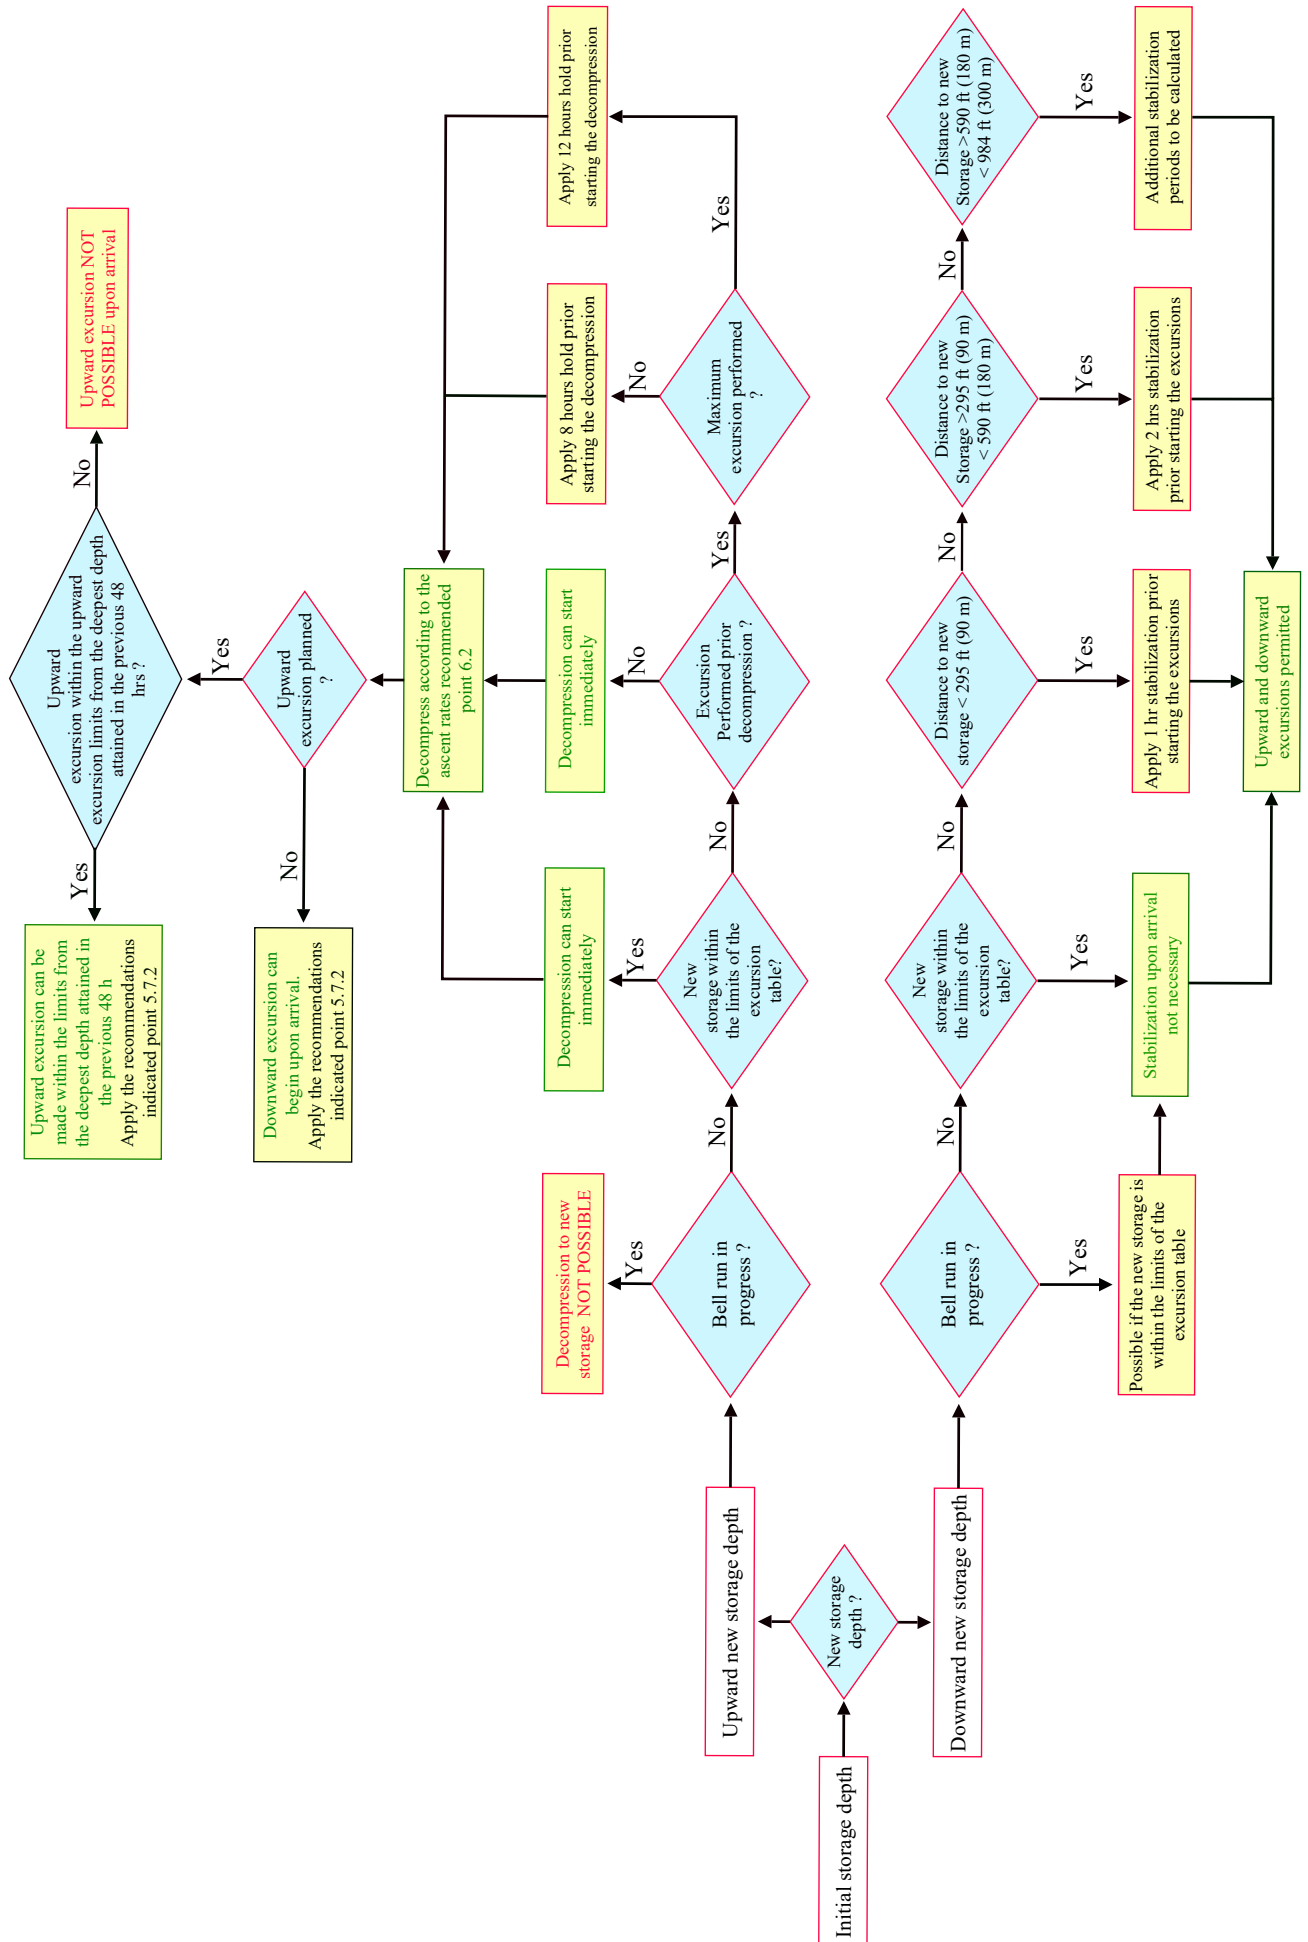 Initial storage depth
New storage
depth ?
Upward new storage depth
Bell run in
progress ?
Yes
Decompression to new
storage  NOT POSSIBLE
No
New
storage within
the limits of the
excursion
table?
Yes
Decompression can start
immediately
No
Excursion
Performed prior
decompression ?
No
Decompression can start
immediately
Yes
Maximum
excursion performed
?
No
Apply 8 hours hold prior
starting the decompression
Yes
Apply 12 hours hold prior
starting the decompression
Decompress according to the
ascent rates recommended
point 6.2
Upward
excursion planned
?
No
Downward excursion can
begin upon arrival.
Apply the recommendations
indicated point 5.7.2
Yes
Upward
excursion within the upward
excursion limits from the deepest depth
attained in the previous 48
hrs ?
Yes
Upward excursion can be
made within the limits from
the deepest depth attained in
the previous 48 h
Apply the recommendations
indicated point 5.7.2
No
Upward excursion NOT
POSSIBLE upon arrival
Downward new storage depth
Bell run in
progress ?
Yes
Possible if the new storage is
within the limits of the
excursion table
No
New
storage within
the limits of the
excursion
table?
Yes
Stabilization upon arrival
not necessary
No
Distance to new
storage < 295 ft (90 m)
Yes
Apply 1 hr stabilization prior
starting the excursions
No
Distance to new
Storage >295 ft (90 m)
< 590 ft (180 m)
Yes
Apply 2 hrs stabilization
prior starting the excursions
No
Distance to new
Storage >590 ft (180 m)
< 984 ft (300 m)
Yes
Additional stabilization
periods to be calculated
Upward and downward
excursions permitted